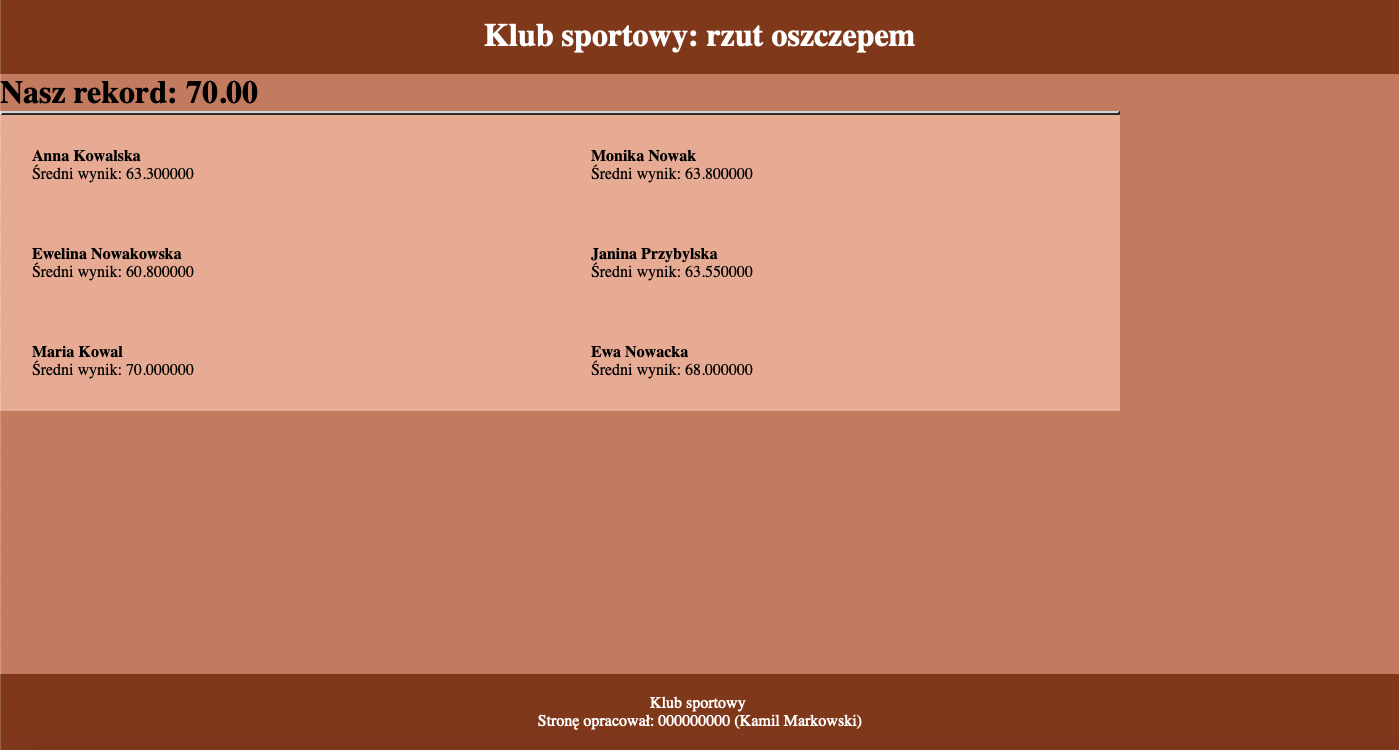 Klub sportowy: rzut oszczepem
Nasz rekord: 70.00
Anna Kowalska
Średni wynik: 63.300000
Monika Nowak
Średni wynik: 63.800000
Ewelina Nowakowska
Średni wynik: 60.800000
Janina Przybylska
Średni wynik: 63.550000
Maria Kowal
Średni wynik: 70.000000
Ewa Nowacka
Średni wynik: 68.000000
Klub sportowy
Stronę opracował: 000000000 (Kamil Markowski)